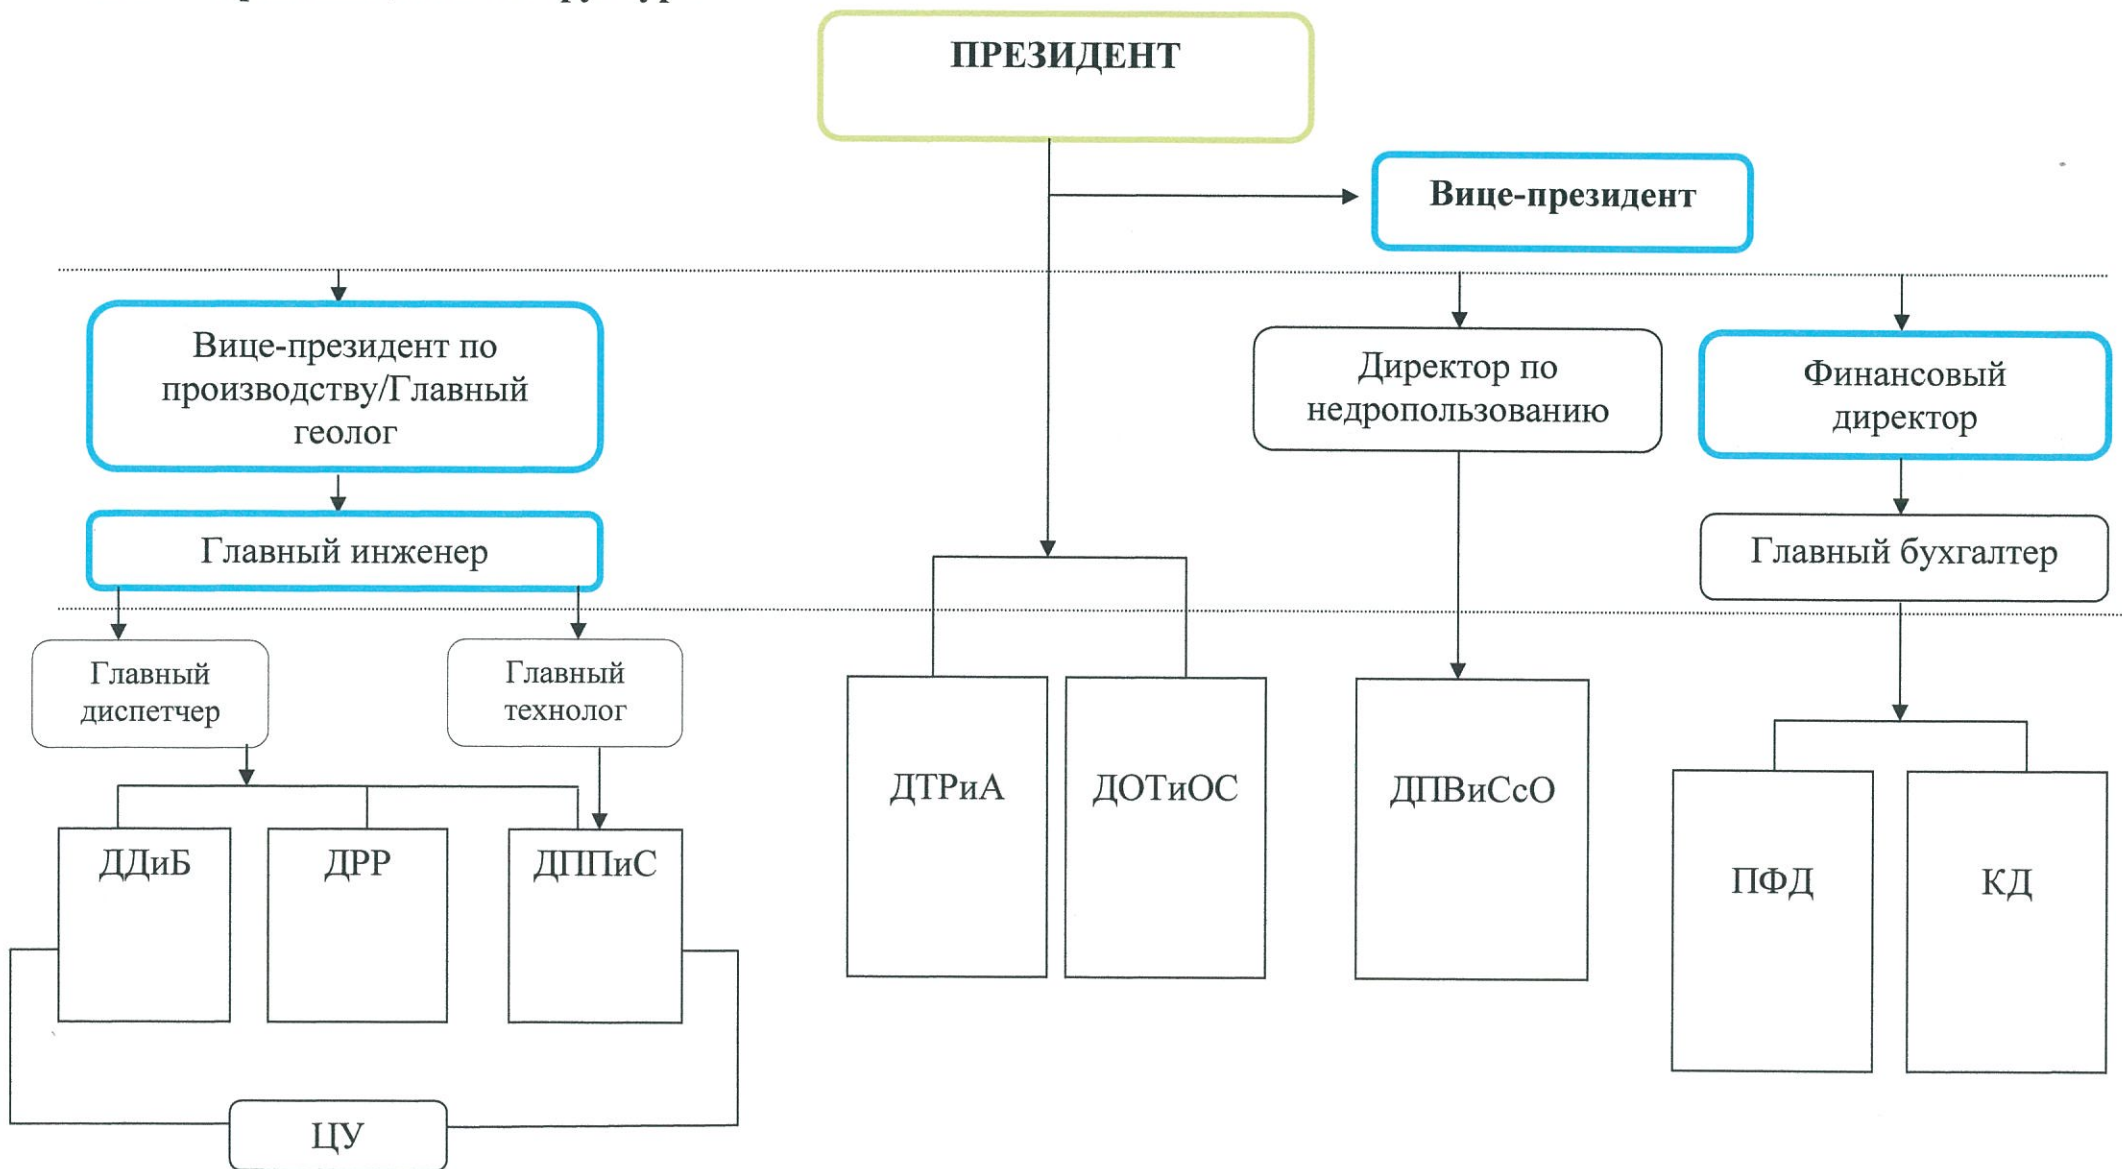 ПРЕЗИДЕНТ
Вице-президент
Вице-президент по
производству/Главный
геолог
Директор по
недропользованию
Финансовый
директор
Главный инженер
Главный бухгалтер
Главный
диспетчер
Главный
технолог
ДТРиА
ДОТиОС
ДПВиСсО
ДДиБ
ДРР
ДППиС
ПФД
КД
ЦУ